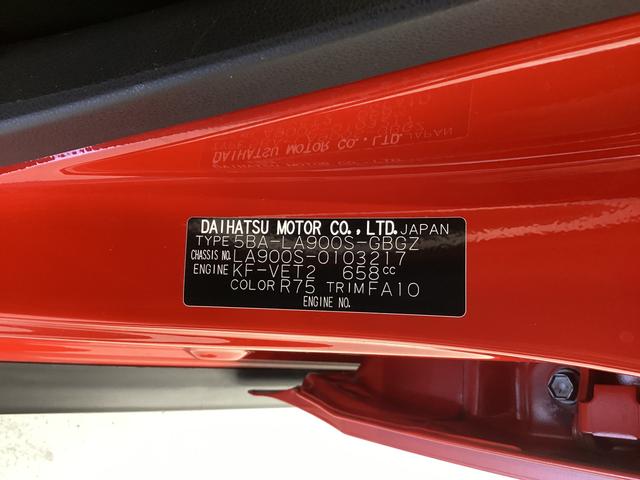 DAIHATSU MOTOR CO., LTD. JAPAN
TYPE 5BA-LA900S-GBGZ
CHASSIS NO. LA900S-0103217
ENGINE KF-VET2 658cc
COLOR R75 TRIM FA10
ENGINE NO.